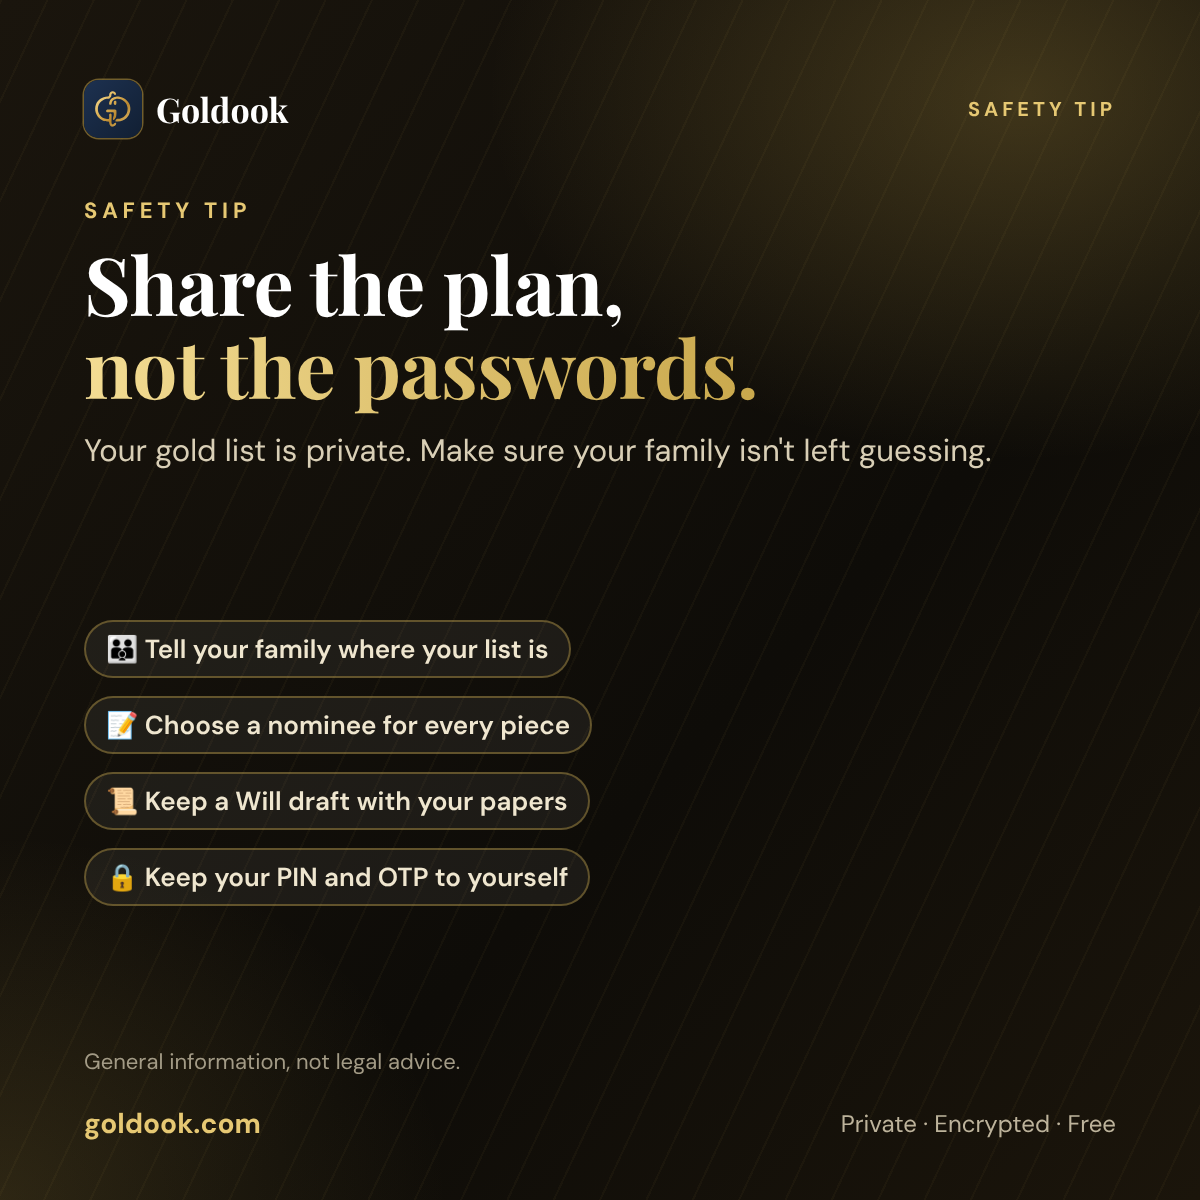 Goldook
SAFETY TIP
SAFETY TIP
Share the plan,
not the passwords.
Your gold list is private. Make sure your family isn't left guessing.
Tell your family where your list is
Choose a nominee for every piece
Keep a Will draft with your papers
Keep your PIN and OTP to yourself
General information, not legal advice.
goldook.com
Private · Encrypted · Free